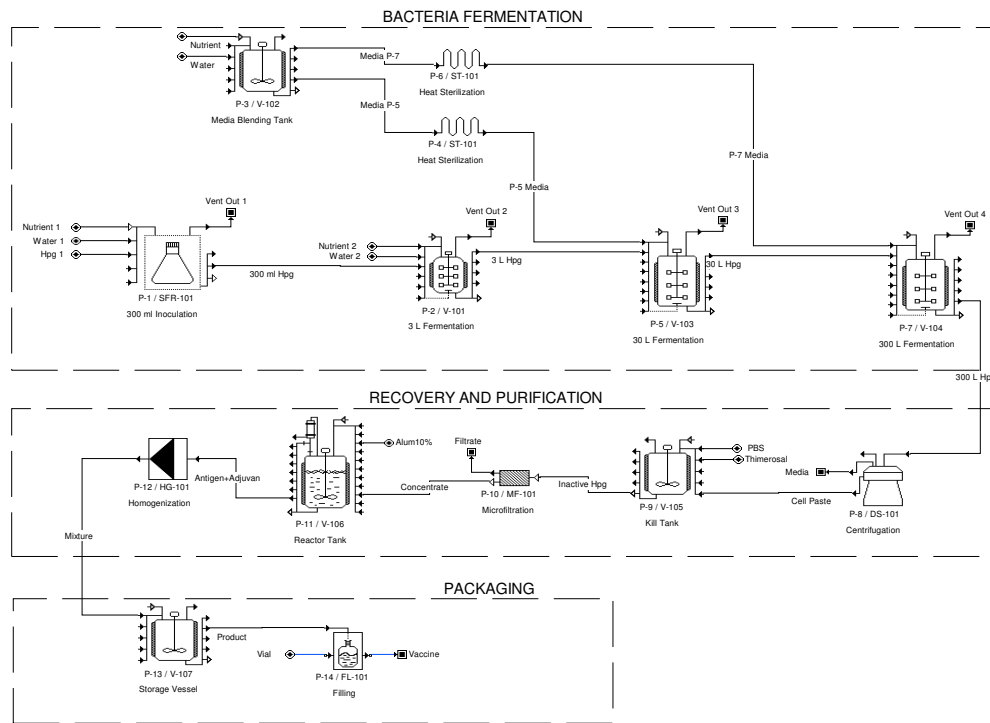 BACTERIA FERMENTATION
Nutrient
Water
P-3 / V-102
Media Blending Tank
Media P-7
P-6 / ST-101
Heat Sterilization
Media P-5
P-4 / ST-101
Heat Sterilization
P-7 Media
P-5 Media
Vent Out 1
Nutrient 1
Water 1
Hpg 1
P-1 / SFR-101
300 ml Inoculation
300 ml Hpg
Vent Out 2
Nutrient 2
Water 2
3 L Hpg
P-2 / V-101
3 L Fermentation
Vent Out 3
30 L Hpg
P-5 / V-103
30 L Fermentation
Vent Out 4
P-7 / V-104
300 L Fermentation
300 L Hp
RECOVERY AND PURIFICATION
P-12 / HG-101
Homogenization
Antigen+Adjuvan
Alum10%
P-11 / V-106
Reactor Tank
Concentrate
Filtrate
P-10 / MF-101
Microfiltration
Inactive Hpg
PBS
Thimerosal
P-9 / V-105
Kill Tank
Media
Cell Paste
P-8 / DS-101
Centrifugation
Mixture
PACKAGING
P-13 / V-107
Storage Vessel
Product
Vial
P-14 / FL-101
Filling
Vaccine